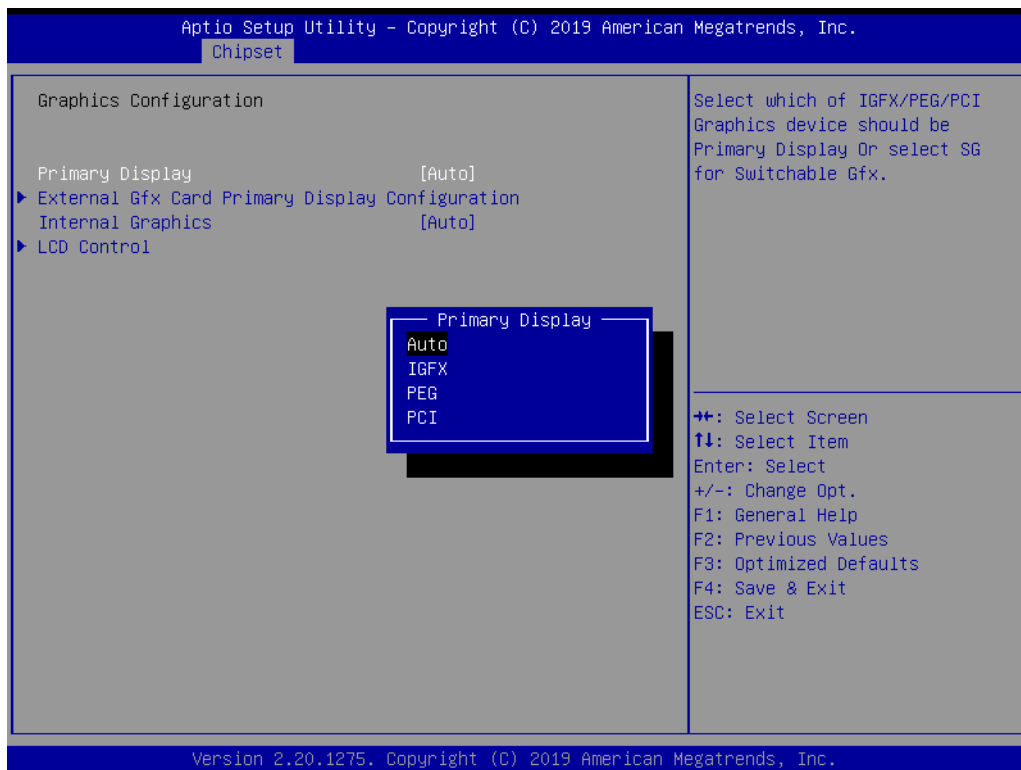 Aptio Setup Utility – Copyright (C) 2019 American Megatrends, Inc.
Chipset
Graphics Configuration
Primary Display [Auto]
External Gfx Card Primary Display Configuration
Internal Graphics [Auto]
LCD Control
Primary Display
Auto
IGFX
PEG
PCI
Select which of IGFX/PEG/PCI
Graphics device should be
Primary Display Or select SG
for Switchable Gfx.
→←: Select Screen
↑↓: Select Item
Enter: Select
+/-: Change Opt.
F1: General Help
F2: Previous Values
F3: Optimized Defaults
F4: Save & Exit
ESC: Exit
Version 2.20.1275. Copyright (C) 2019 American Megatrends, Inc.